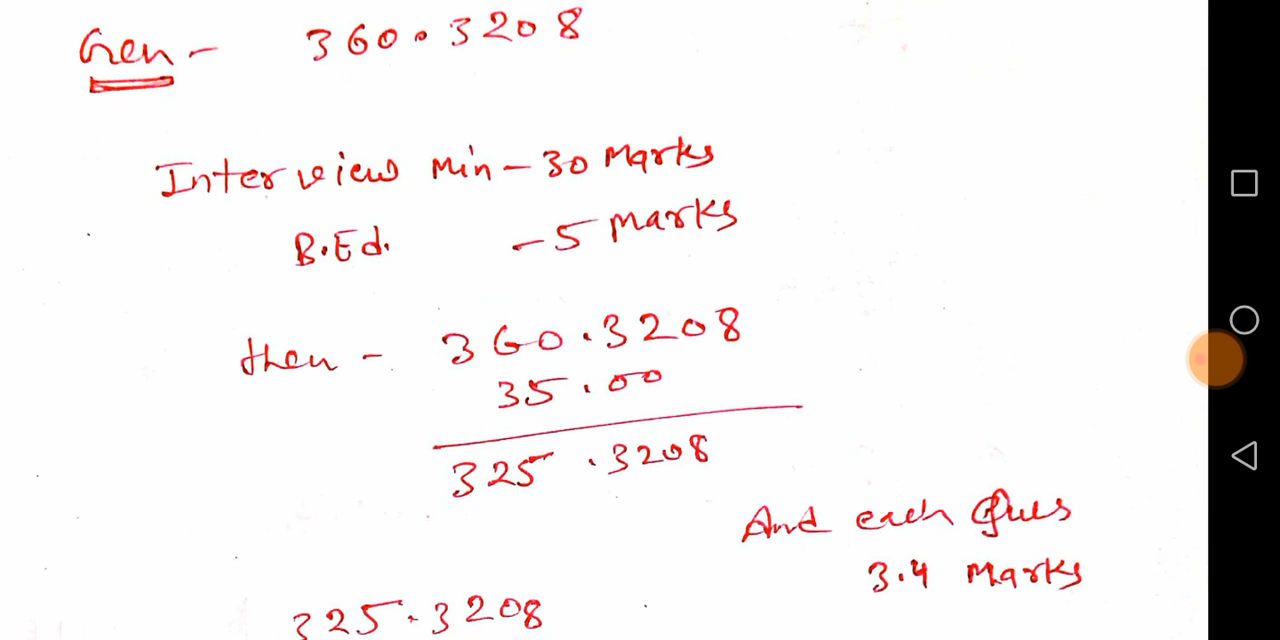 Gen - 360.3208
Interview Min - 30 Marks
B.Ed. - 5 Marks
then - 360.3208
35.00
325.3208
And each Ques
3.4 Marks
325.3208